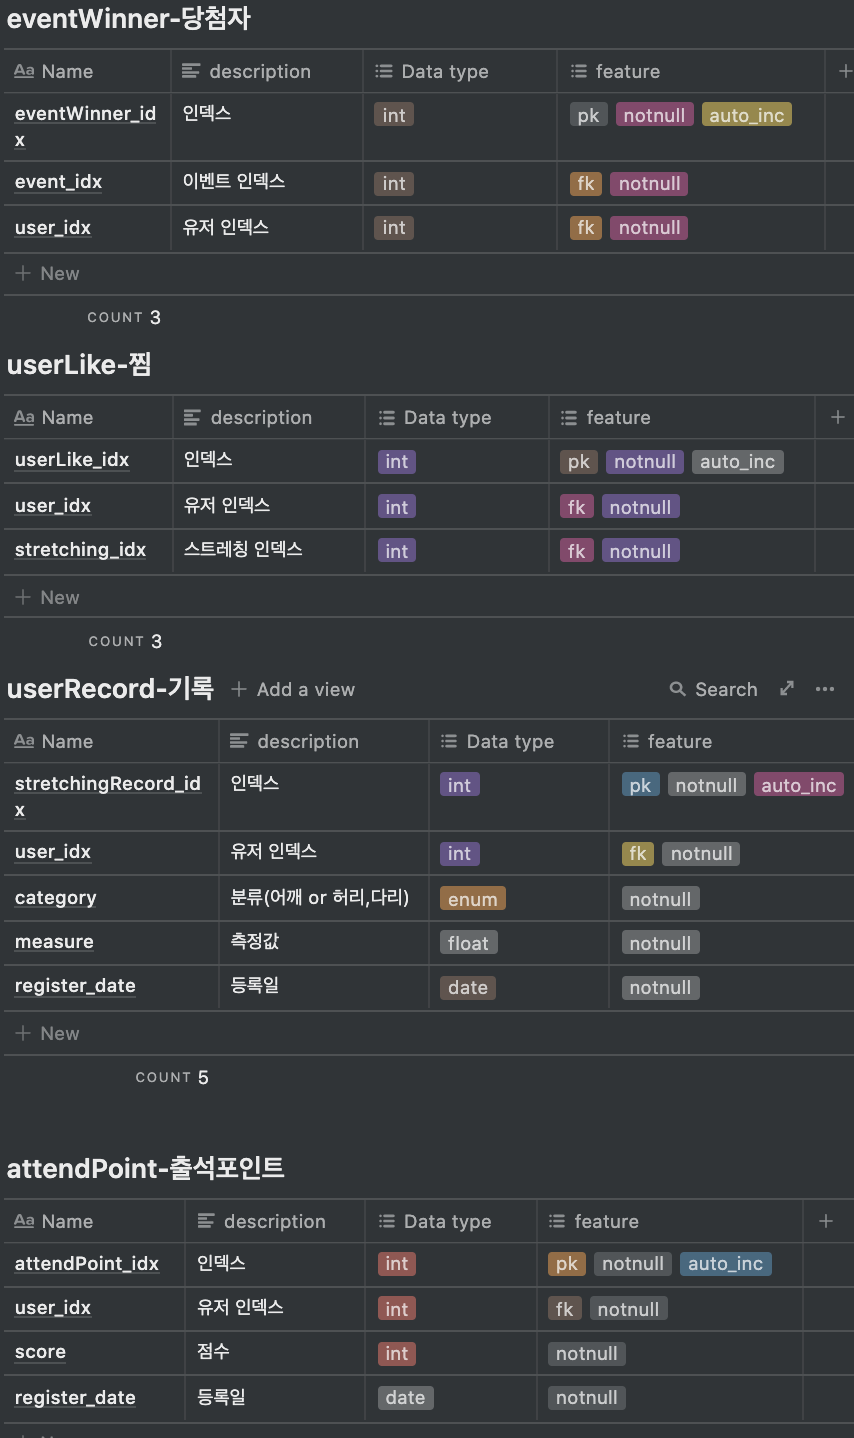 eventWinner-당첨자
Aa Name description Data type feature +
eventWinner_id
x 인덱스 int pk notnull auto_inc
event_idx 이벤트 인덱스 int fk notnull
user_idx 유저 인덱스 int fk notnull
+ New
COUNT 3
userLike-찜
Aa Name description Data type feature +
userLike_idx 인덱스 int pk notnull auto_inc
user_idx 유저 인덱스 int fk notnull
stretching_idx 스트레칭 인덱스 int fk notnull
+ New
COUNT 3
userRecord-기록 + Add a view Search ...
Aa Name description Data type feature
stretchingRecord_id
x 인덱스 int pk notnull auto_inc
user_idx 유저 인덱스 int fk notnull
category 분류(어깨 or 허리,다리) enum notnull
measure 측정값 float notnull
register_date 등록일 date notnull
+ New
COUNT 5
attendPoint-출석포인트
Aa Name description Data type feature +
attendPoint_idx 인덱스 int pk notnull auto_inc
user_idx 유저 인덱스 int fk notnull
score 점수 int notnull
register_date 등록일 date notnull